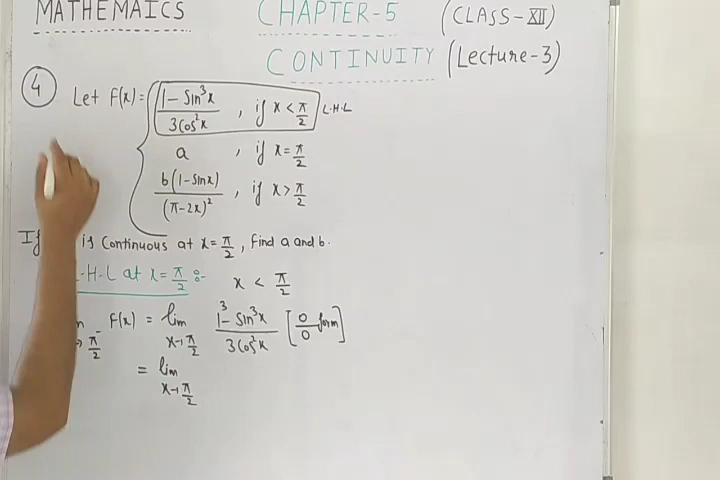 MATHEMAICS CHAPTER-5 (CLASS-XII)
CONTINUITY (Lecture-3)
4 Let f(x) = { (1 - Sin³x)/(3Cos²x) , if x < π/2 L.H.L
a , if x = π/2
b(1-Sinx)/(π-2x)² , if x > π/2
If is Continuous at x = π/2, find a and b.
H.L at x = π/2 :- x < π/2
f(x) = lim x→π/2 (1³ - Sin³x)/(3Cos²x) [0/0 form]
π/2⁻
= lim x→π/2